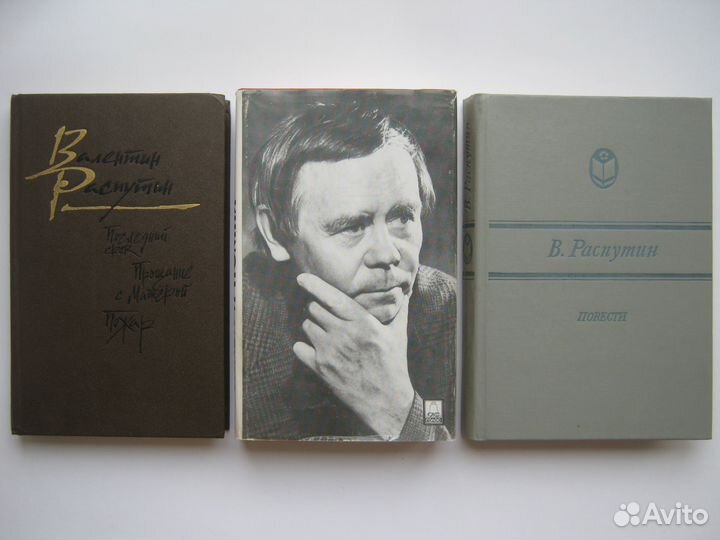 Валентин
Распутин
Последний
срок
Прощание
с Матёрой
Пожар
В. Распутин
В. Распутин
ПОВЕСТИ
Avito